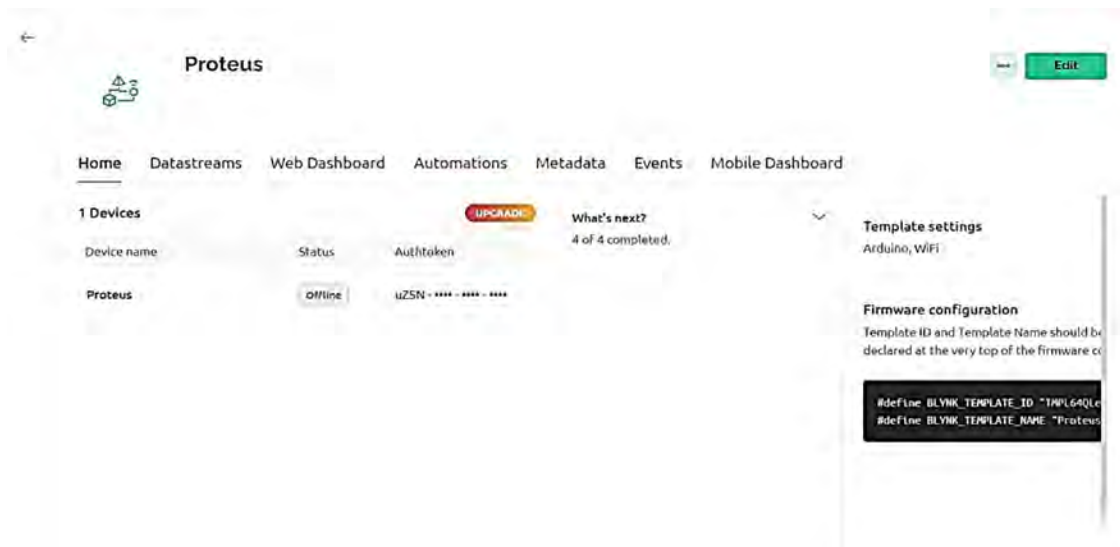 Proteus
Edit
Home Datastreams Web Dashboard Automations Metadata Events Mobile Dashboard
1 Devices
UPGRADE
Device name Status Authtoken
Proteus Offline uZSN - •••• - •••• - ••••
What's next?
4 of 4 completed.
Template settings
Arduino, WiFi
Firmware configuration
Template ID and Template Name should be
declared at the very top of the firmware co
#define BLYNK_TEMPLATE_ID "TMPL64QLe
#define BLYNK_TEMPLATE_NAME "Proteus